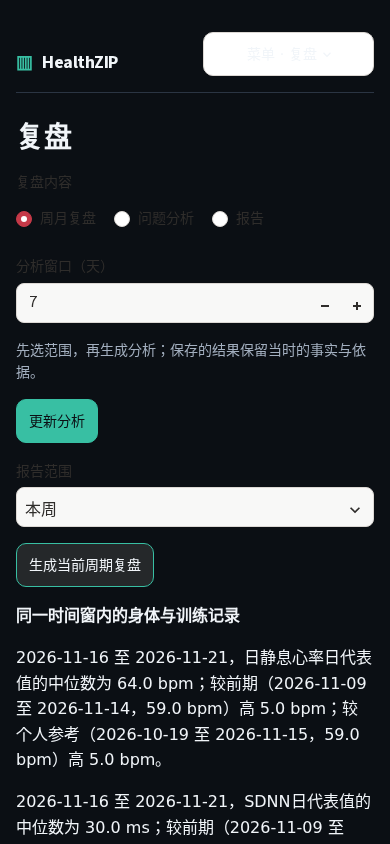 HealthZIP
菜单 · 复盘
复盘
复盘内容
周月复盘 问题分析 报告
分析窗口（天）
7
先选范围，再生成分析；保存的结果保留当时的事实与依
据。
更新分析
报告范围
本周
生成当前周期复盘
同一时间窗内的身体与训练记录
2026-11-16 至 2026-11-21，日静息心率日代表
值的中位数为 64.0 bpm；较前期（2026-11-09
至 2026-11-14，59.0 bpm）高 5.0 bpm；较
个人参考（2026-10-19 至 2026-11-15，59.0
bpm）高 5.0 bpm。
2026-11-16 至 2026-11-21，SDNN日代表值的
中位数为 30.0 ms；较前期（2026-11-09 至